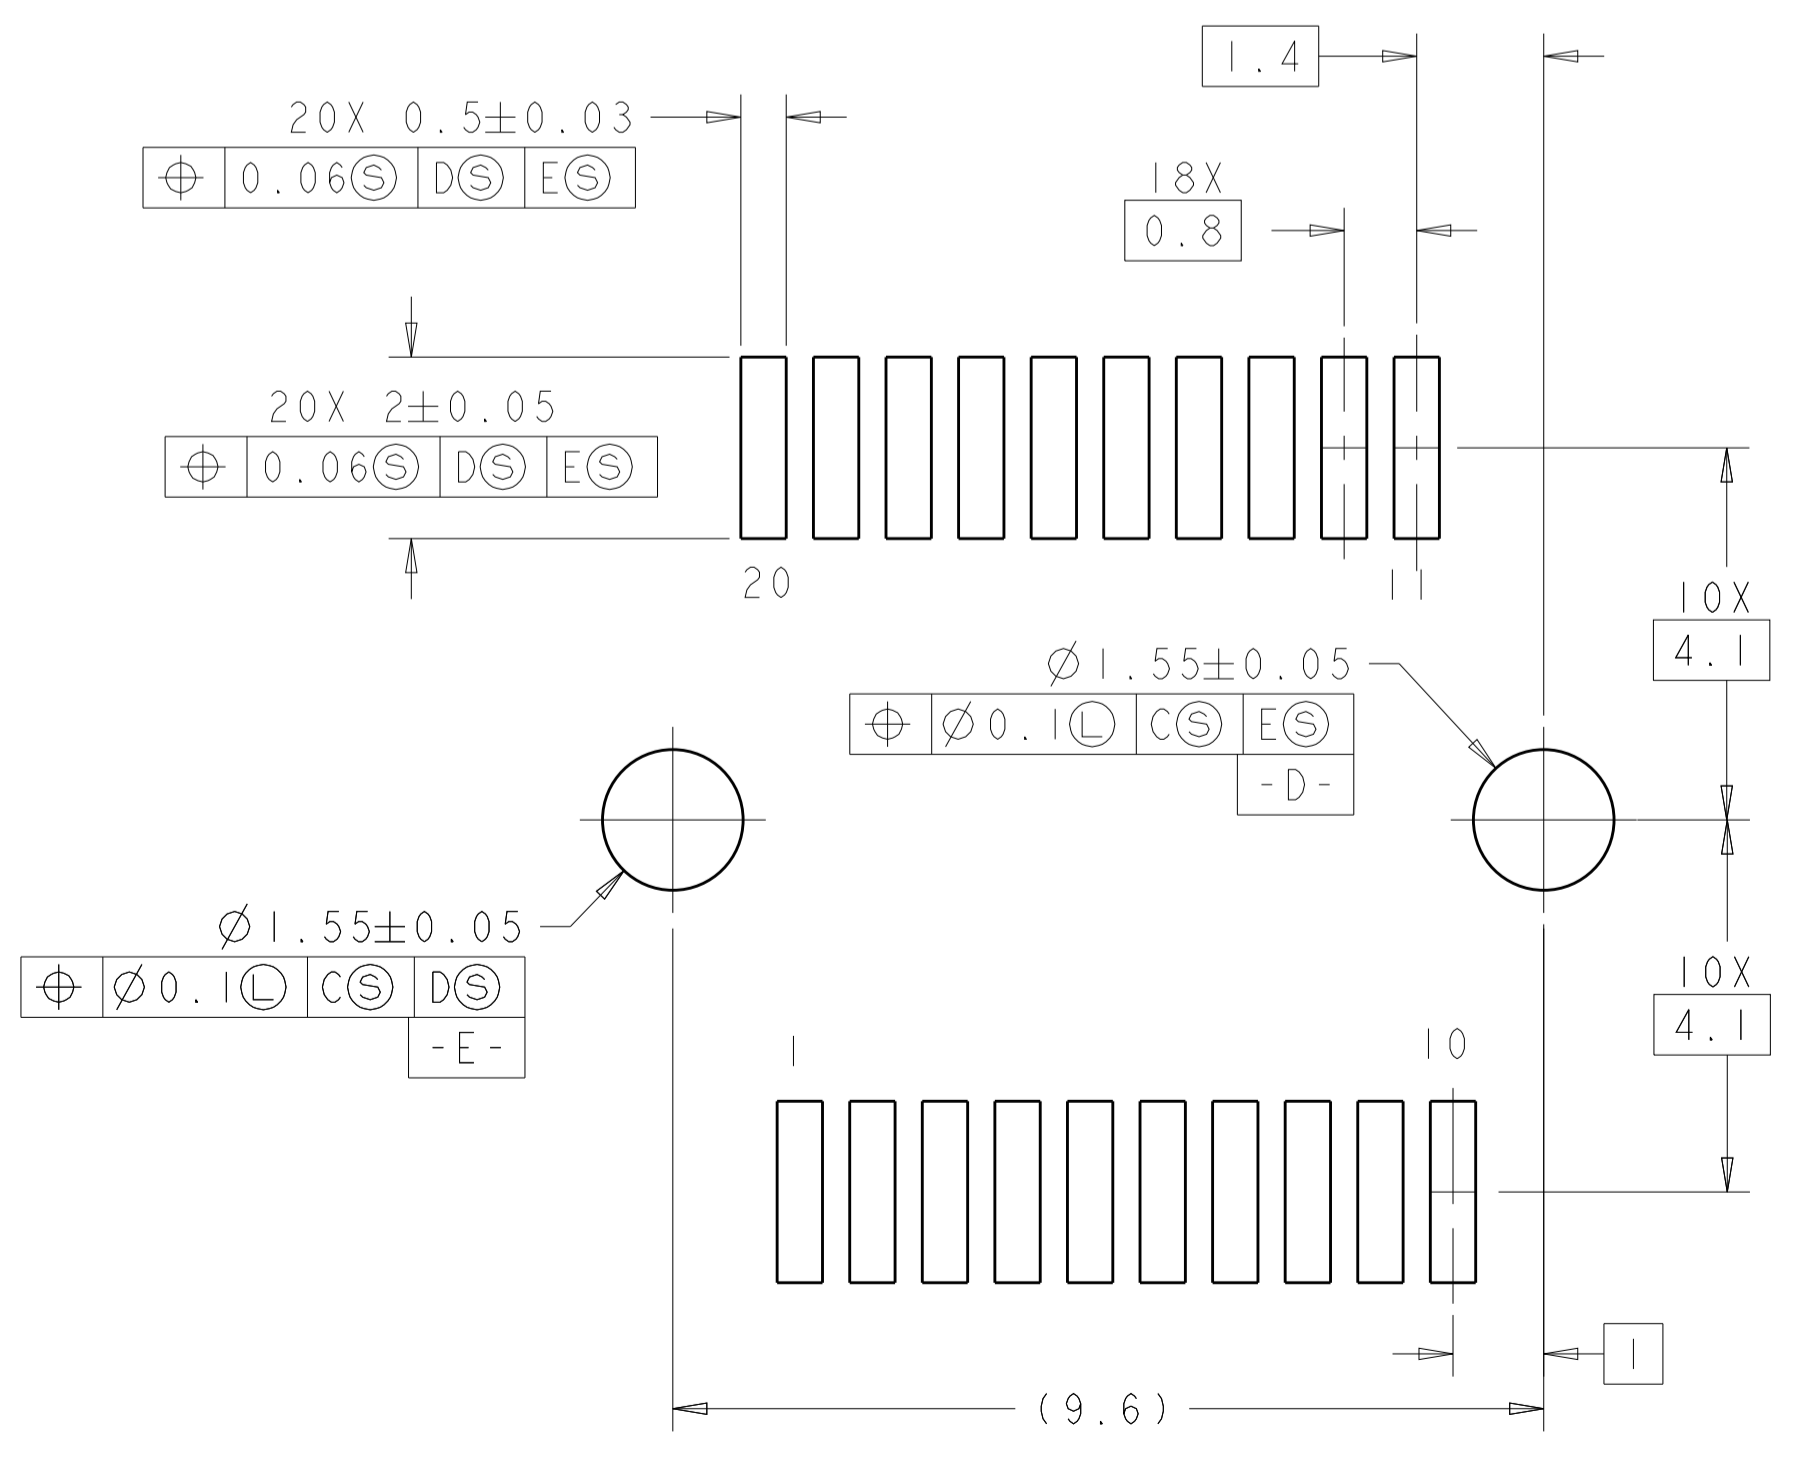 1.4
20X 0.5±0.03
⌖ 0.06Ⓢ DⓈ EⓈ
18X
0.8
20X 2±0.05
⌖ 0.06Ⓢ DⓈ EⓈ
20
11
10X
4.1
Ø1.55±0.05
⌖ Ø0.1Ⓛ CⓈ EⓈ
-D-
Ø1.55±0.05
⌖ Ø0.1Ⓛ CⓈ DⓈ
-E-
10X
4.1
1
10
1
(9.6)